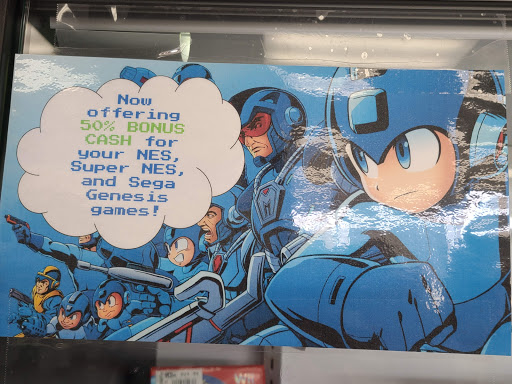 Now
offering
50% BONUS
CASH for
your NES,
Super NES,
and Sega
Genesis
games!